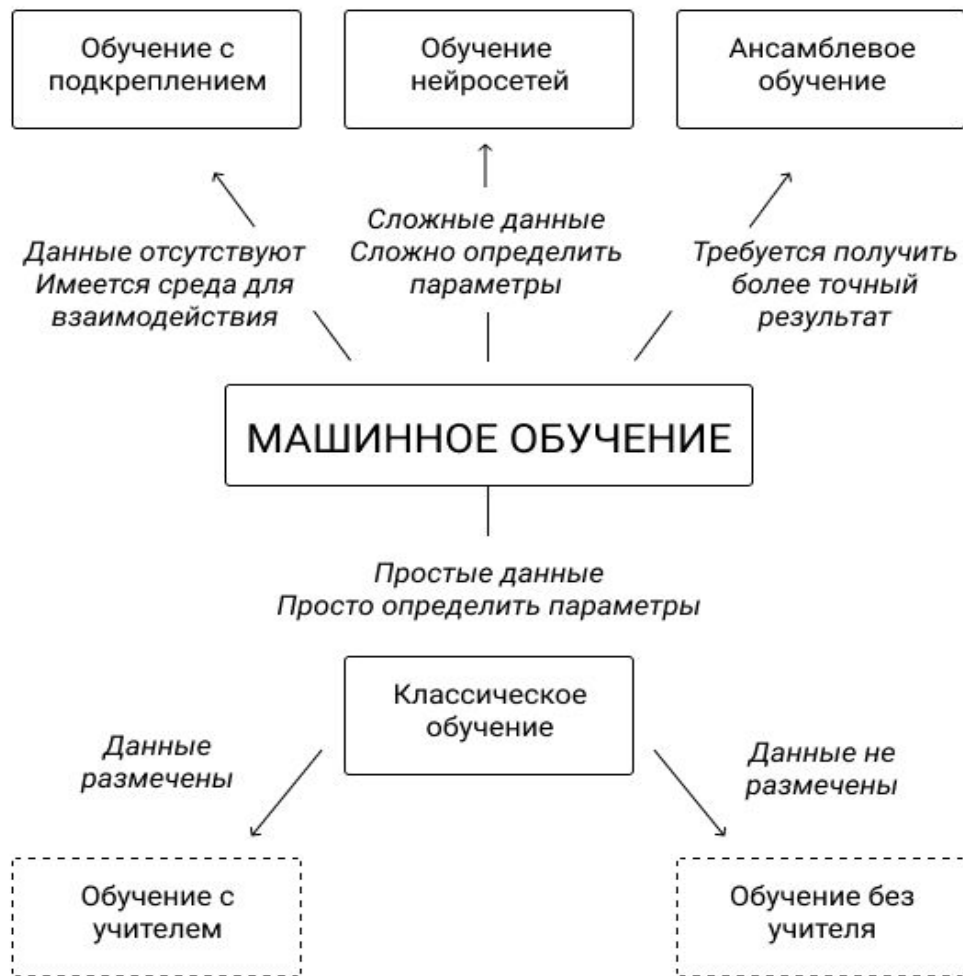 Обучение с
подкреплением
Обучение
нейросетей
Ансамблевое
обучение
Данные отсутствуют
Имеется среда для
взаимодействия
Сложные данные
Сложно определить
параметры
Требуется получить
более точный
результат
МАШИННОЕ ОБУЧЕНИЕ
Простые данные
Просто определить параметры
Классическое
обучение
Данные
размечены
Данные не
размечены
Обучение с
учителем
Обучение без
учителя